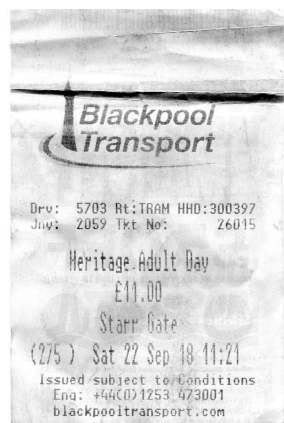 Blackpool
Transport
Drv: 5703 Rt:TRAM HHD:300397
Jny: 2059 Tkt No: 26015
Heritage Adult Day
£11.00
Starr Gate
(275 ) Sat 22 Sep 18 11:21
Issued subject to Conditions
Enq: +44(0)1253 473001
blackpooltransport.com